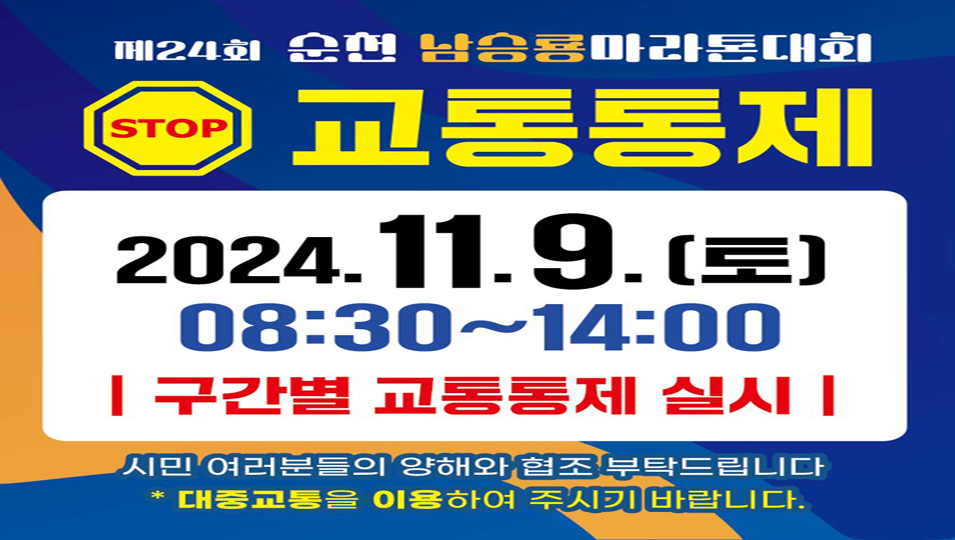 제24회 순천 남승룡마라톤대회
STOP 교통통제
2024. 11. 9. (토)
08:30~14:00
| 구간별 교통통제 실시 |
시민 여러분들의 양해와 협조 부탁드립니다
* 대중교통을 이용하여 주시기 바랍니다.